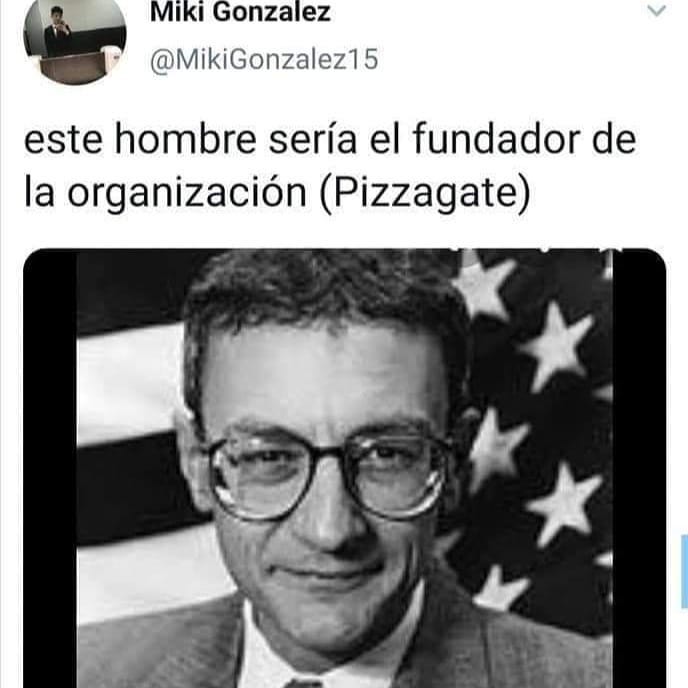 Miki Gonzalez
@MikiGonzalez15
este hombre sería el fundador de
la organización (Pizzagate)